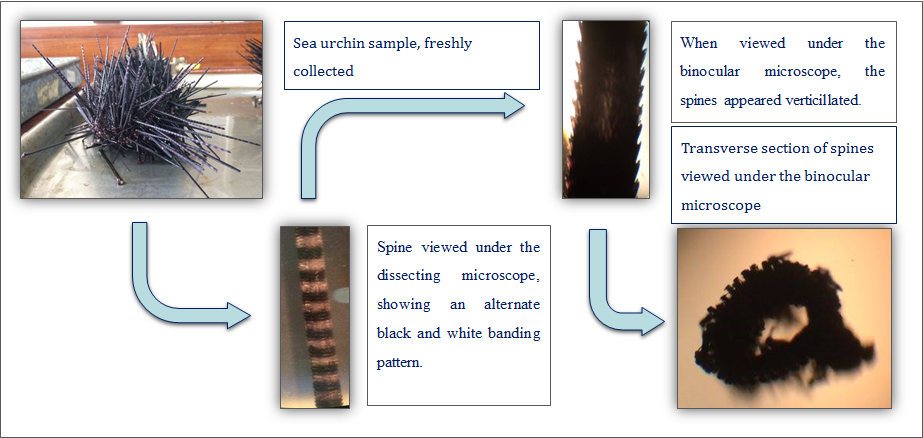 Sea urchin sample, freshly
collected
When viewed under the
binocular microscope, the
spines appeared verticillated.
Transverse section of spines
viewed under the binocular
microscope
Spine viewed under the
dissecting microscope,
showing an alternate
black and white banding
pattern.